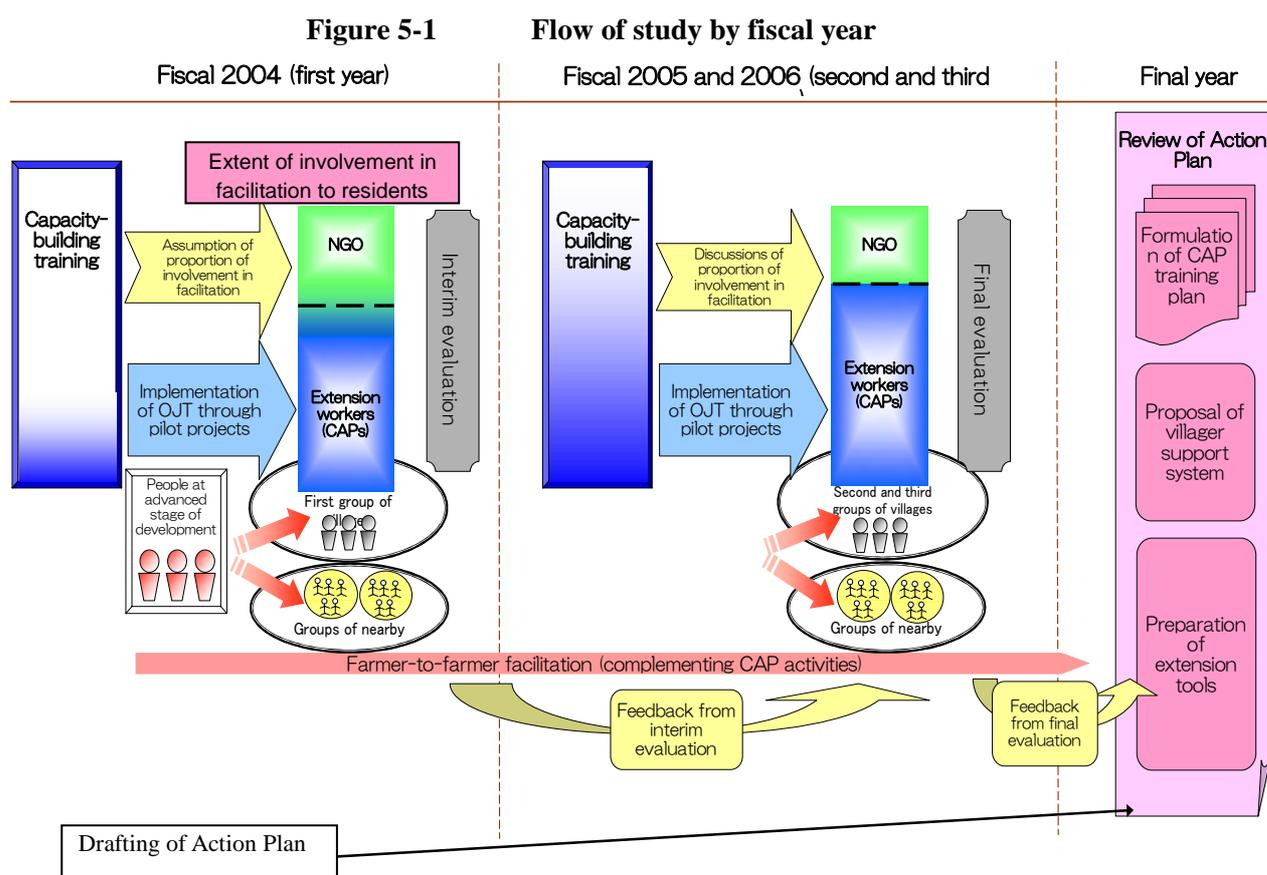 Figure 5-1 Flow of study by fiscal year
Fiscal 2004 (first year)
Fiscal 2005 and 2006 (second and third
Final year
Capacity-
building
training
Extent of involvement in
facilitation to residents
Assumption of
proportion of
involvement in
facilitation
Implementation
of OJT through
pilot projects
NGO
Extension
workers
(CAPs)
Interim evaluation
People at
advanced
stage of
development
First group of
Groups of nearby
Capacity-
building
training
Discussions of
proportion of
involvement in
facilitation
Implementation
of OJT through
pilot projects
NGO
Extension
workers
(CAPs)
Final evaluation
Second and third
groups of villages
Groups of nearby
Farmer-to-farmer facilitation (complementing CAP activities)
Feedback from
interim
evaluation
Feedback
from final
evaluation
Review of Action
Plan
Formulatio
n of CAP
training
plan
Proposal of
villager
support
system
Preparation
of
extension
tools
Drafting of Action Plan